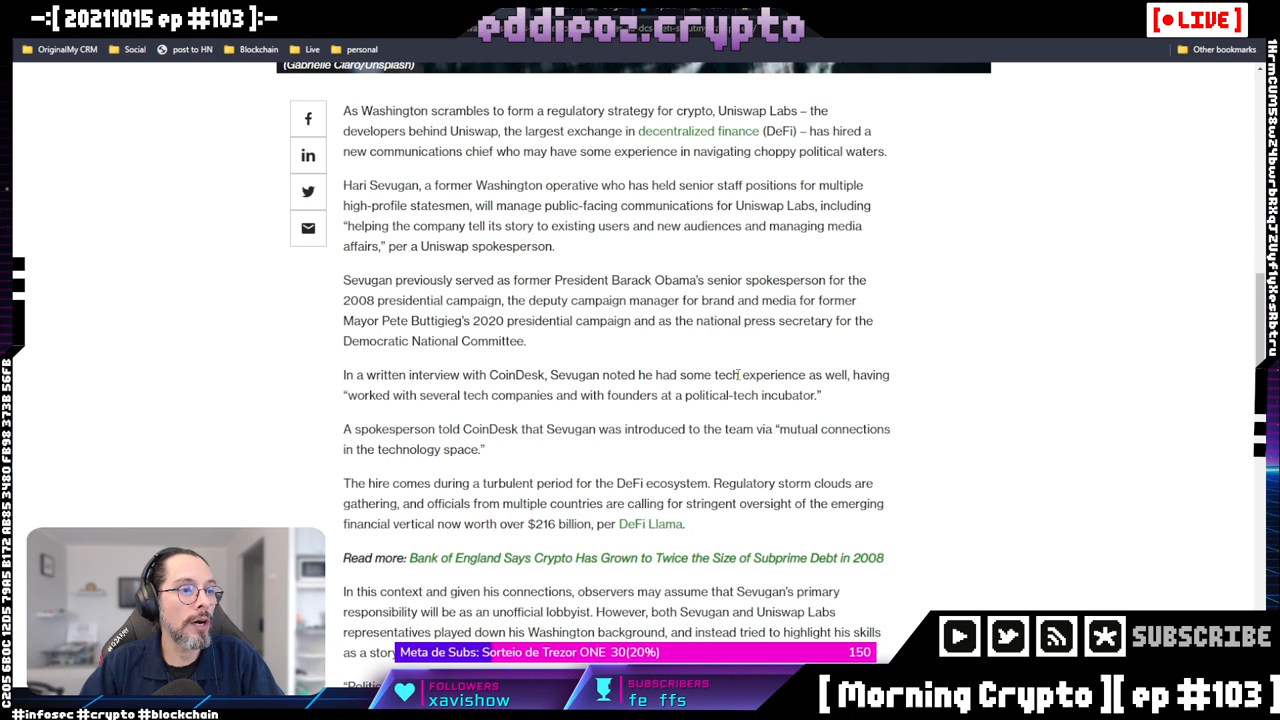 -:[ 20211015 ep #103 ]:-
eddieoz.crypto
[ ● LIVE ]
OriginalMy CRM
Social
post to HN
Blockchain
Live
personal
Other bookmarks
(Gabrielle Claro/Unsplash)
As Washington scrambles to form a regulatory strategy for crypto, Uniswap Labs – the
developers behind Uniswap, the largest exchange in decentralized finance (DeFi) – has hired a
new communications chief who may have some experience in navigating choppy political waters.
Hari Sevugan, a former Washington operative who has held senior staff positions for multiple
high-profile statesmen, will manage public-facing communications for Uniswap Labs, including
“helping the company tell its story to existing users and new audiences and managing media
affairs,” per a Uniswap spokesperson.
Sevugan previously served as former President Barack Obama’s senior spokesperson for the
2008 presidential campaign, the deputy campaign manager for brand and media for former
Mayor Pete Buttigieg’s 2020 presidential campaign and as the national press secretary for the
Democratic National Committee.
In a written interview with CoinDesk, Sevugan noted he had some tech experience as well, having
“worked with several tech companies and with founders at a political-tech incubator.”
A spokesperson told CoinDesk that Sevugan was introduced to the team via “mutual connections
in the technology space.”
The hire comes during a turbulent period for the DeFi ecosystem. Regulatory storm clouds are
gathering, and officials from multiple countries are calling for stringent oversight of the emerging
financial vertical now worth over $216 billion, per DeFi Llama.
Read more: Bank of England Says Crypto Has Grown to Twice the Size of Subprime Debt in 2008
In this context and given his connections, observers may assume that Sevugan’s primary
responsibility will be as an unofficial lobbyist. However, both Sevugan and Uniswap Labs
representatives played down his Washington background, and instead tried to highlight his skills
as a story
Meta de Subs: Sorteio de Trezor ONE 30(20%)
150
SUBSCRIBE
FOLLOWERS
xavishow
SUBSCRIBERS
fe_ffs
[ Morning Crypto ][ ep #103 ]
#infosec #crypto #blockchain